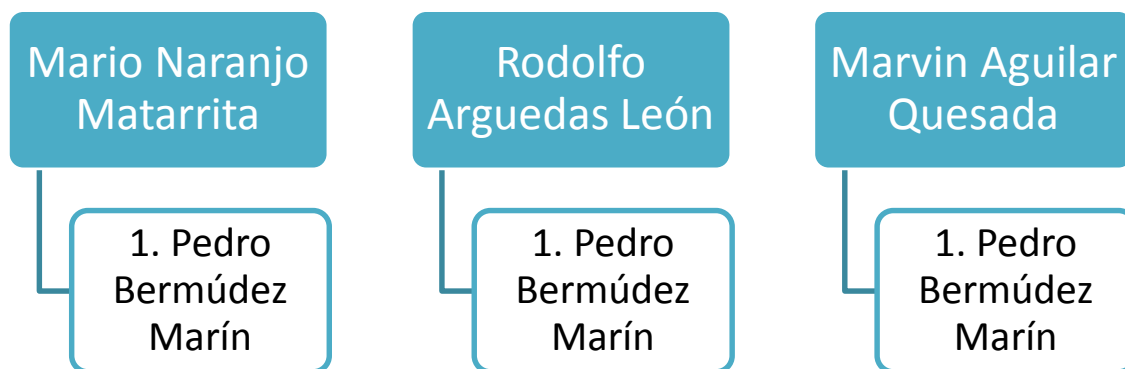 Mario Naranjo
Matarrita
1. Pedro
Bermúdez
Marín
Rodolfo
Arguedas León
1. Pedro
Bermúdez
Marín
Marvin Aguilar
Quesada
1. Pedro
Bermúdez
Marín